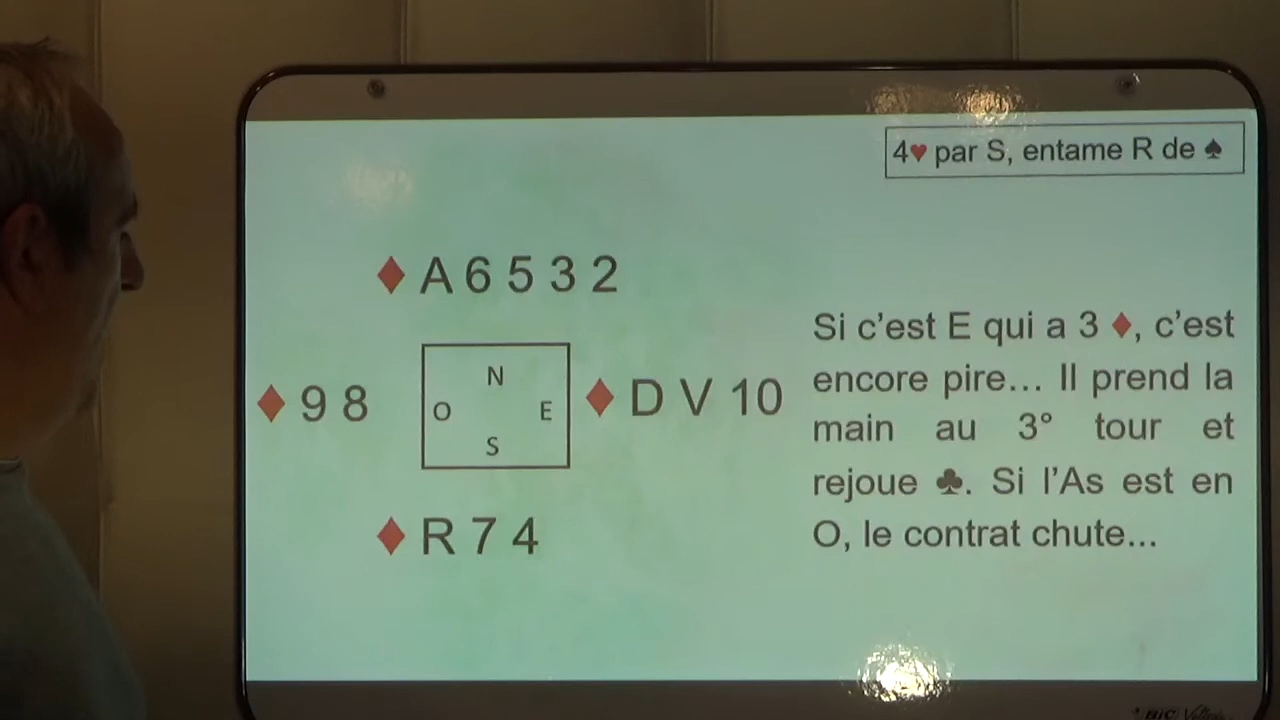 4♥ par S, entame R de ♠
♦ A 6 5 3 2
N
♦ 9 8
O
E
♦ D V 10
S
♦ R 7 4
Si c'est E qui a 3 ♦, c'est
encore pire... Il prend la
main au 3° tour et
rejoue ♣. Si l'As est en
O, le contrat chute...